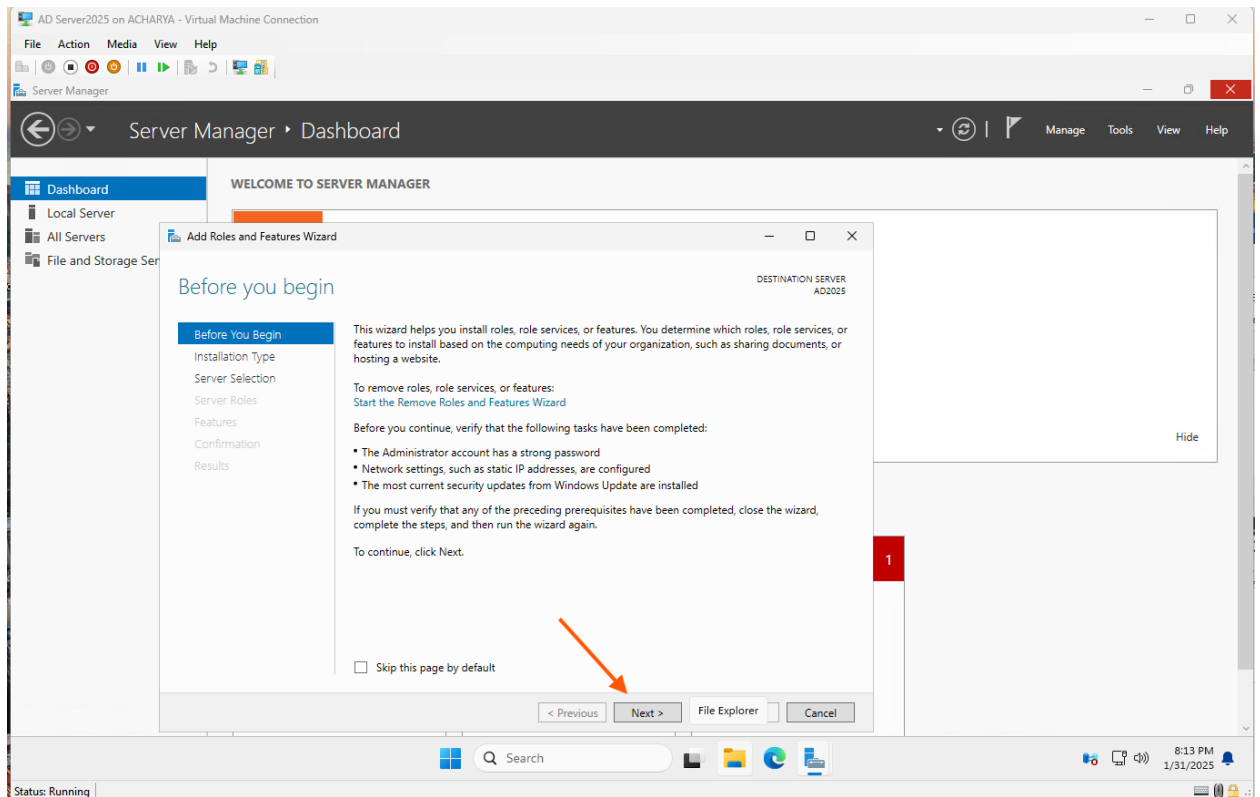 AD Server2025 on ACHARYA - Virtual Machine Connection
File Action Media View Help
Server Manager
Server Manager • Dashboard
Manage Tools View Help
Dashboard
Local Server
All Servers
File and Storage Ser
WELCOME TO SERVER MANAGER
Hide
1
Add Roles and Features Wizard
Before you begin
DESTINATION SERVER
AD2025
Before You Begin
Installation Type
Server Selection
Server Roles
Features
Confirmation
Results
This wizard helps you install roles, role services, or features. You determine which roles, role services, or
features to install based on the computing needs of your organization, such as sharing documents, or
hosting a website.
To remove roles, role services, or features:
Start the Remove Roles and Features Wizard
Before you continue, verify that the following tasks have been completed:
• The Administrator account has a strong password
• Network settings, such as static IP addresses, are configured
• The most current security updates from Windows Update are installed
If you must verify that any of the preceding prerequisites have been completed, close the wizard,
complete the steps, and then run the wizard again.
To continue, click Next.
Skip this page by default
< Previous Next > File Explorer Cancel
Search
8:13 PM
1/31/2025
Status: Running